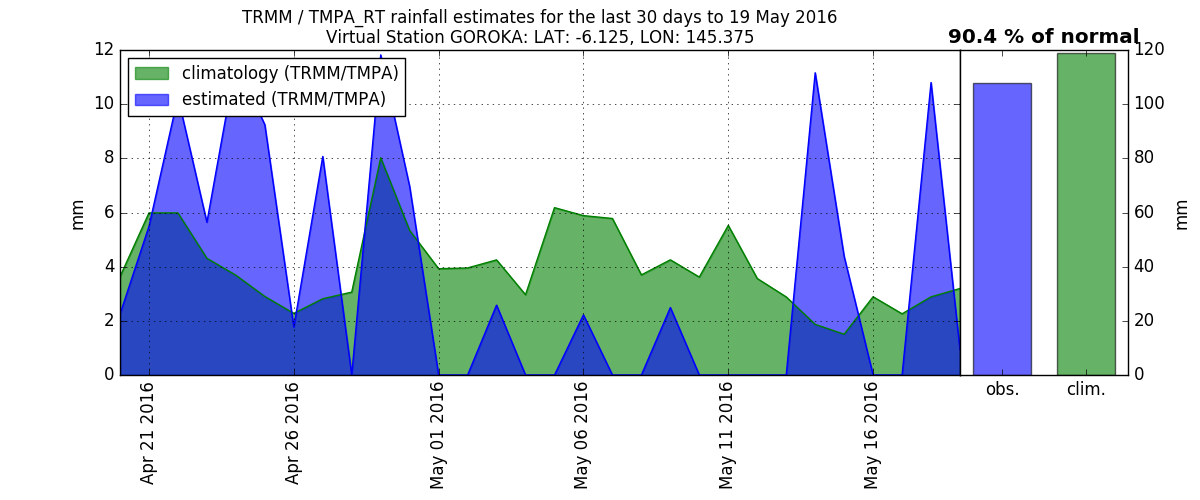 TRMM / TMPA_RT rainfall estimates for the last 30 days to 19 May 2016
Virtual Station GOROKA: LAT: -6.125, LON: 145.375
90.4 % of normal
climatology (TRMM/TMPA)
estimated (TRMM/TMPA)
12
10
8
6
4
2
0
mm
120
100
80
60
40
20
0
mm
Apr 21 2016
Apr 26 2016
May 01 2016
May 06 2016
May 11 2016
May 16 2016
obs.
clim.